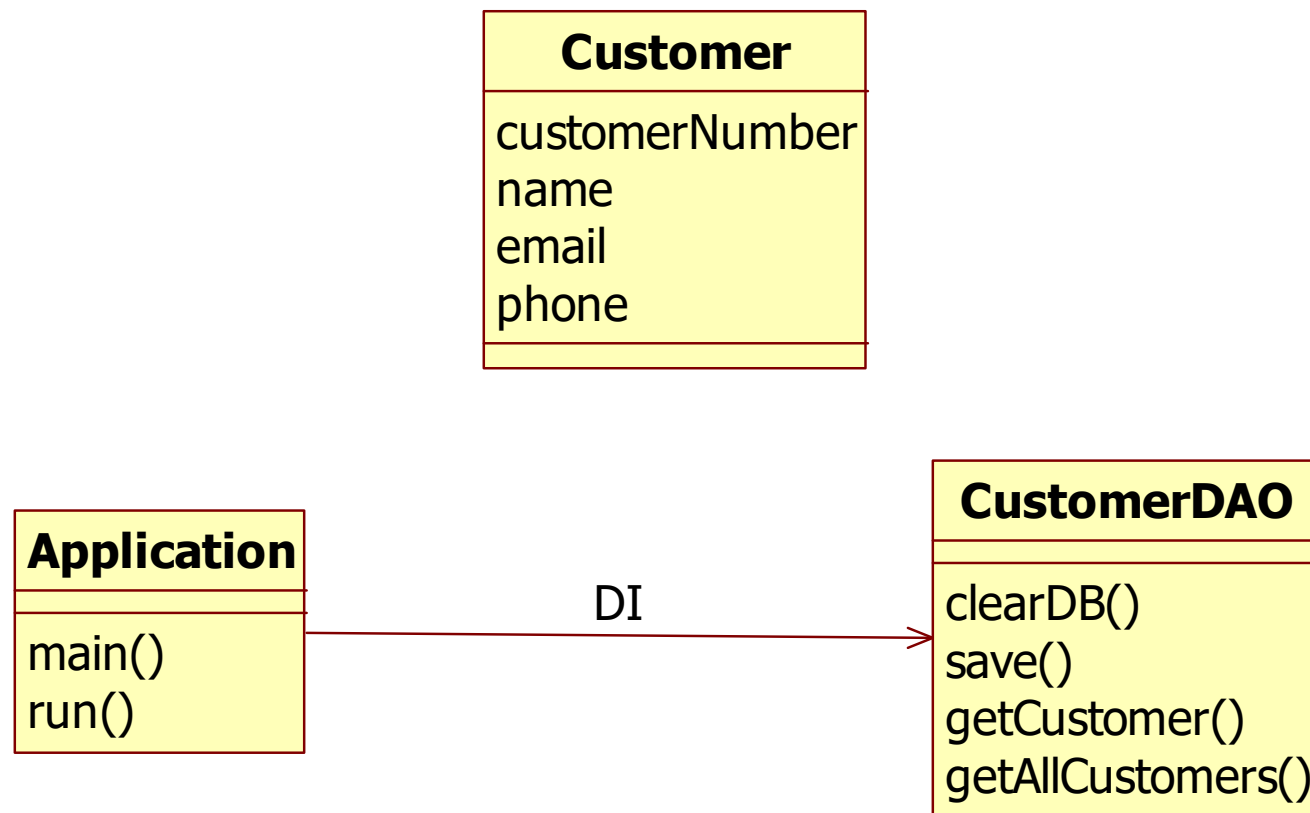 Customer
customerNumber
name
email
phone
Application
main()
run()
DI
CustomerDAO
clearDB()
save()
getCustomer()
getAllCustomers()